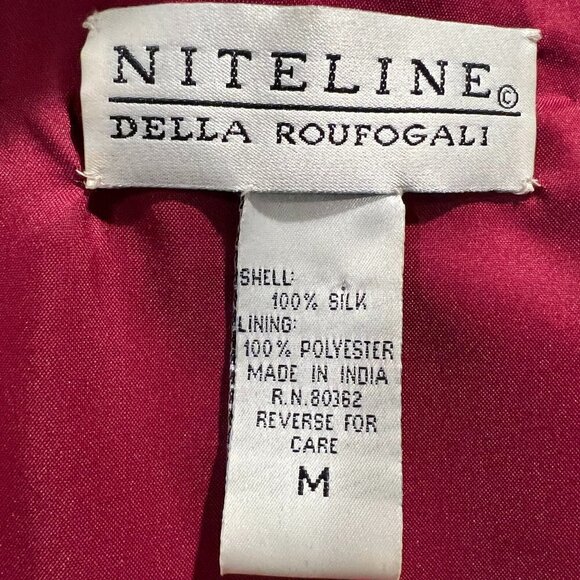 NITELINE©
DELLA ROUFOGALI
SHELL:
100% SILK
LINING:
100% POLYESTER
MADE IN INDIA
R.N.80362
REVERSE FOR
CARE
M